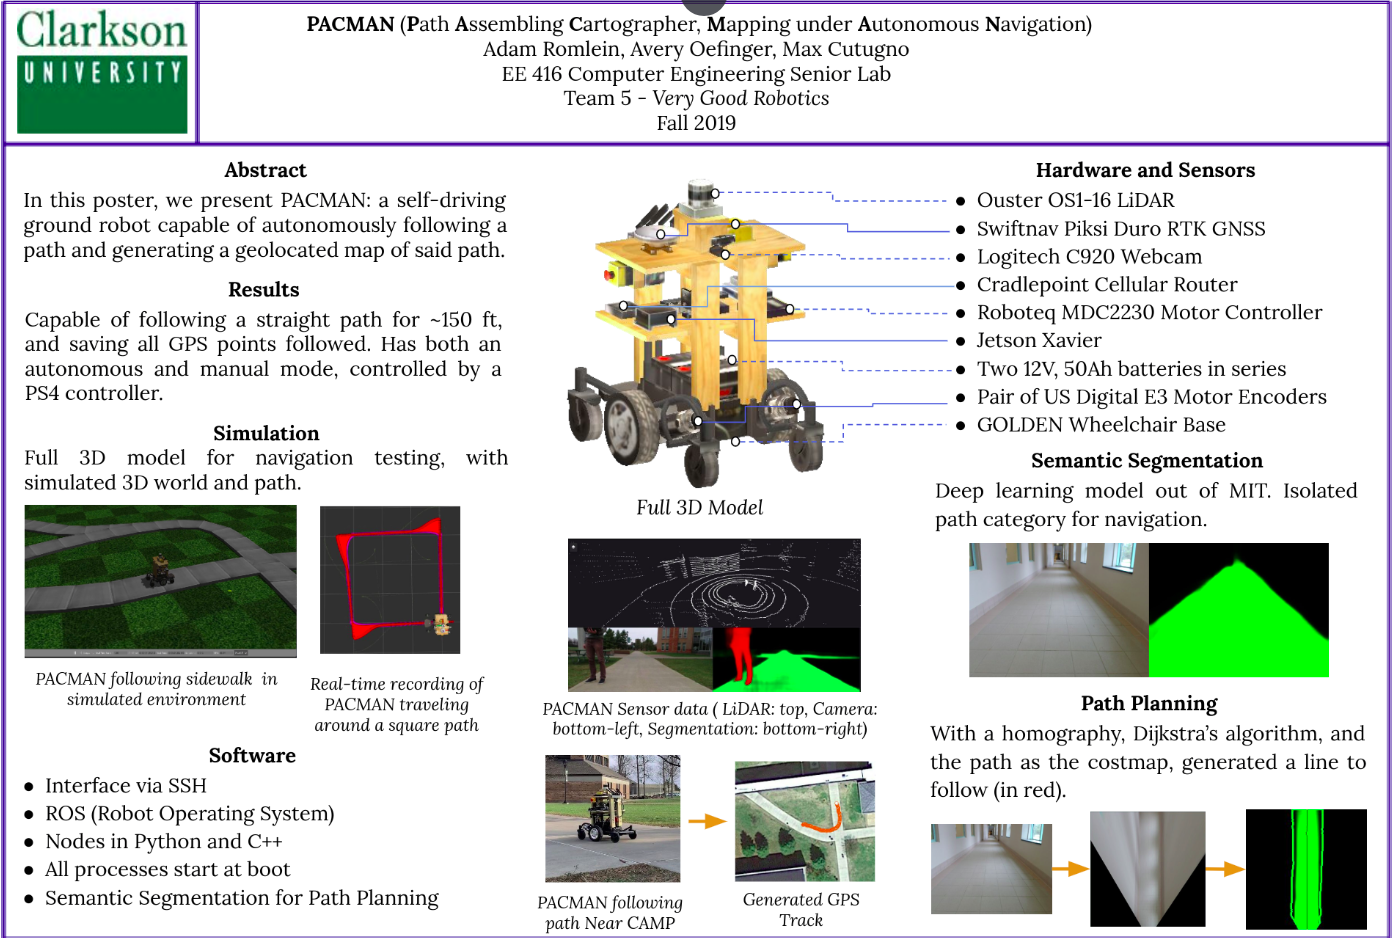 Clarkson
UNIVERSITY
PACMAN (Path Assembling Cartographer, Mapping under Autonomous Navigation)
Adam Romlein, Avery Oefinger, Max Cutugno
EE 416 Computer Engineering Senior Lab
Team 5 - Very Good Robotics
Fall 2019
Abstract
In this poster, we present PACMAN: a self-driving
ground robot capable of autonomously following a
path and generating a geolocated map of said path.
Results
Capable of following a straight path for ~150 ft,
and saving all GPS points followed. Has both an
autonomous and manual mode, controlled by a
PS4 controller.
Simulation
Full 3D model for navigation testing, with
simulated 3D world and path.
PACMAN following sidewalk in
simulated environment
Real-time recording of
PACMAN traveling
around a square path
Software
● Interface via SSH
● ROS (Robot Operating System)
● Nodes in Python and C++
● All processes start at boot
● Semantic Segmentation for Path Planning
Full 3D Model
PACMAN Sensor data ( LiDAR: top, Camera:
bottom-left, Segmentation: bottom-right)
PACMAN following
path Near CAMP
Generated GPS
Track
Hardware and Sensors
● Ouster OS1-16 LiDAR
● Swiftnav Piksi Duro RTK GNSS
● Logitech C920 Webcam
● Cradlepoint Cellular Router
● Roboteq MDC2230 Motor Controller
● Jetson Xavier
● Two 12V, 50Ah batteries in series
● Pair of US Digital E3 Motor Encoders
● GOLDEN Wheelchair Base
Semantic Segmentation
Deep learning model out of MIT. Isolated
path category for navigation.
Path Planning
With a homography, Dijkstra's algorithm, and
the path as the costmap, generated a line to
follow (in red).